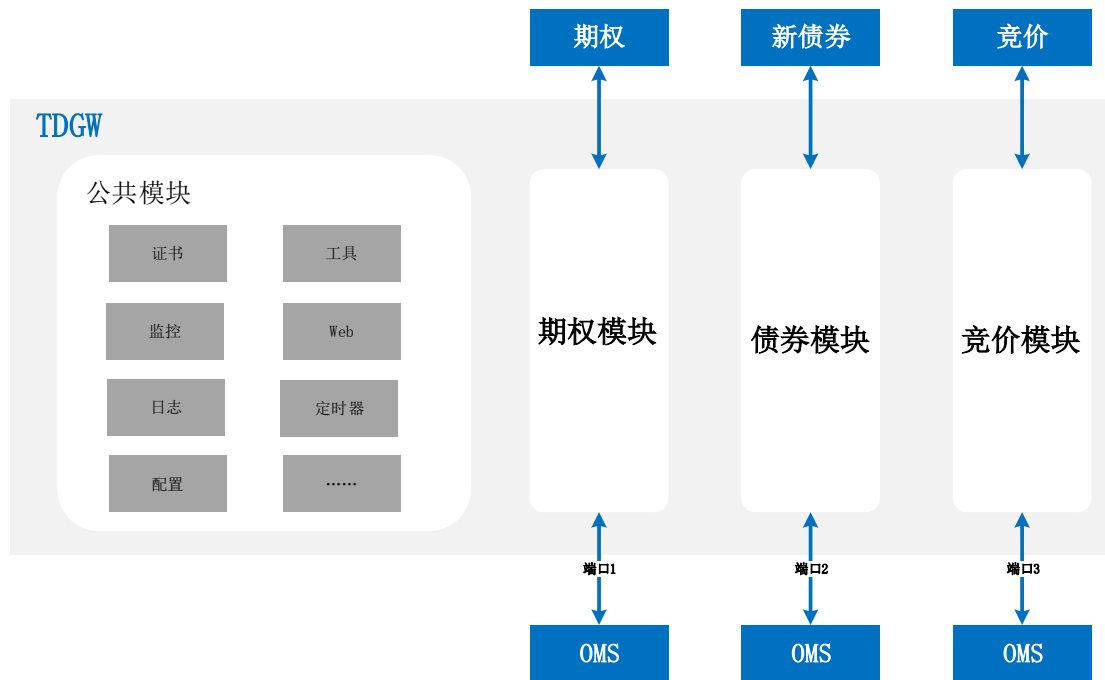 期权
新债券
竞价
TDGW
公共模块
证书
工具
监控
Web
日志
定时器
配置
……
期权模块
债券模块
竞价模块
端口1
端口2
端口3
OMS
OMS
OMS